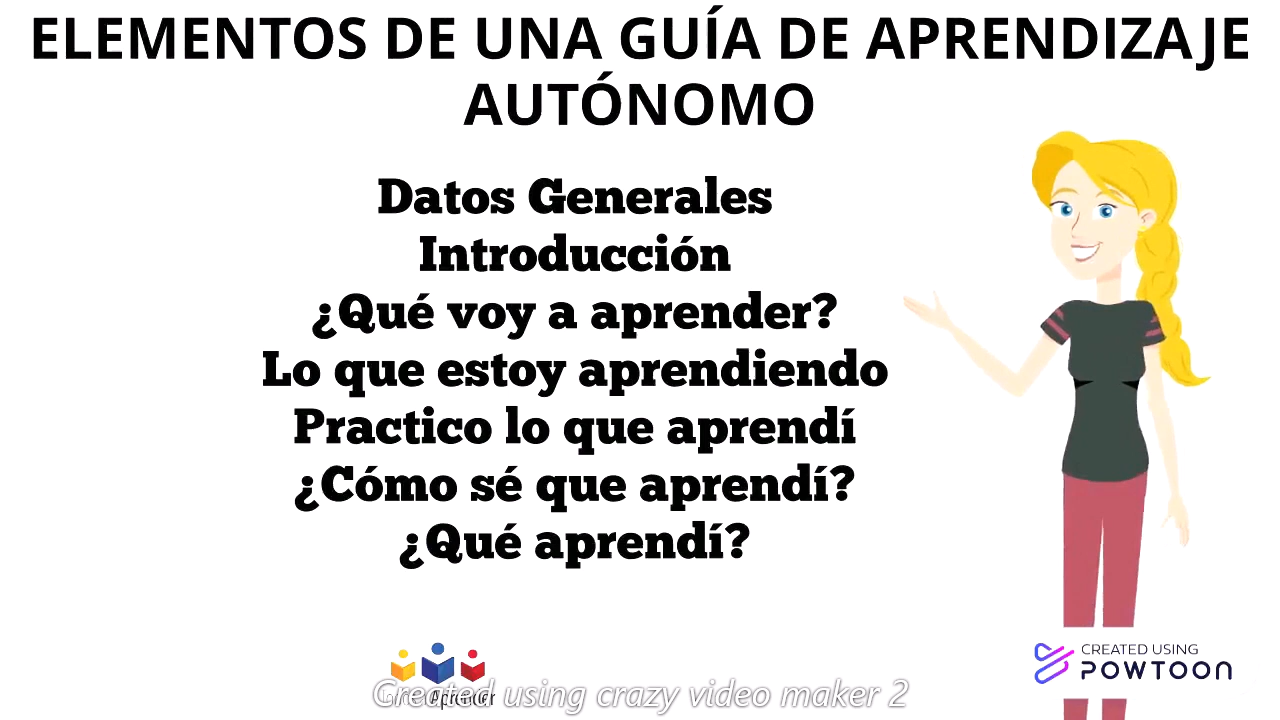 ELEMENTOS DE UNA GUÍA DE APRENDIZAJE
AUTÓNOMO
Datos Generales
Introducción
¿Qué voy a aprender?
Lo que estoy aprendiendo
Practico lo que aprendí
¿Cómo sé que aprendí?
¿Qué aprendí?
CREATED USING
POWTOON
Aprender
Created using crazy video maker 2